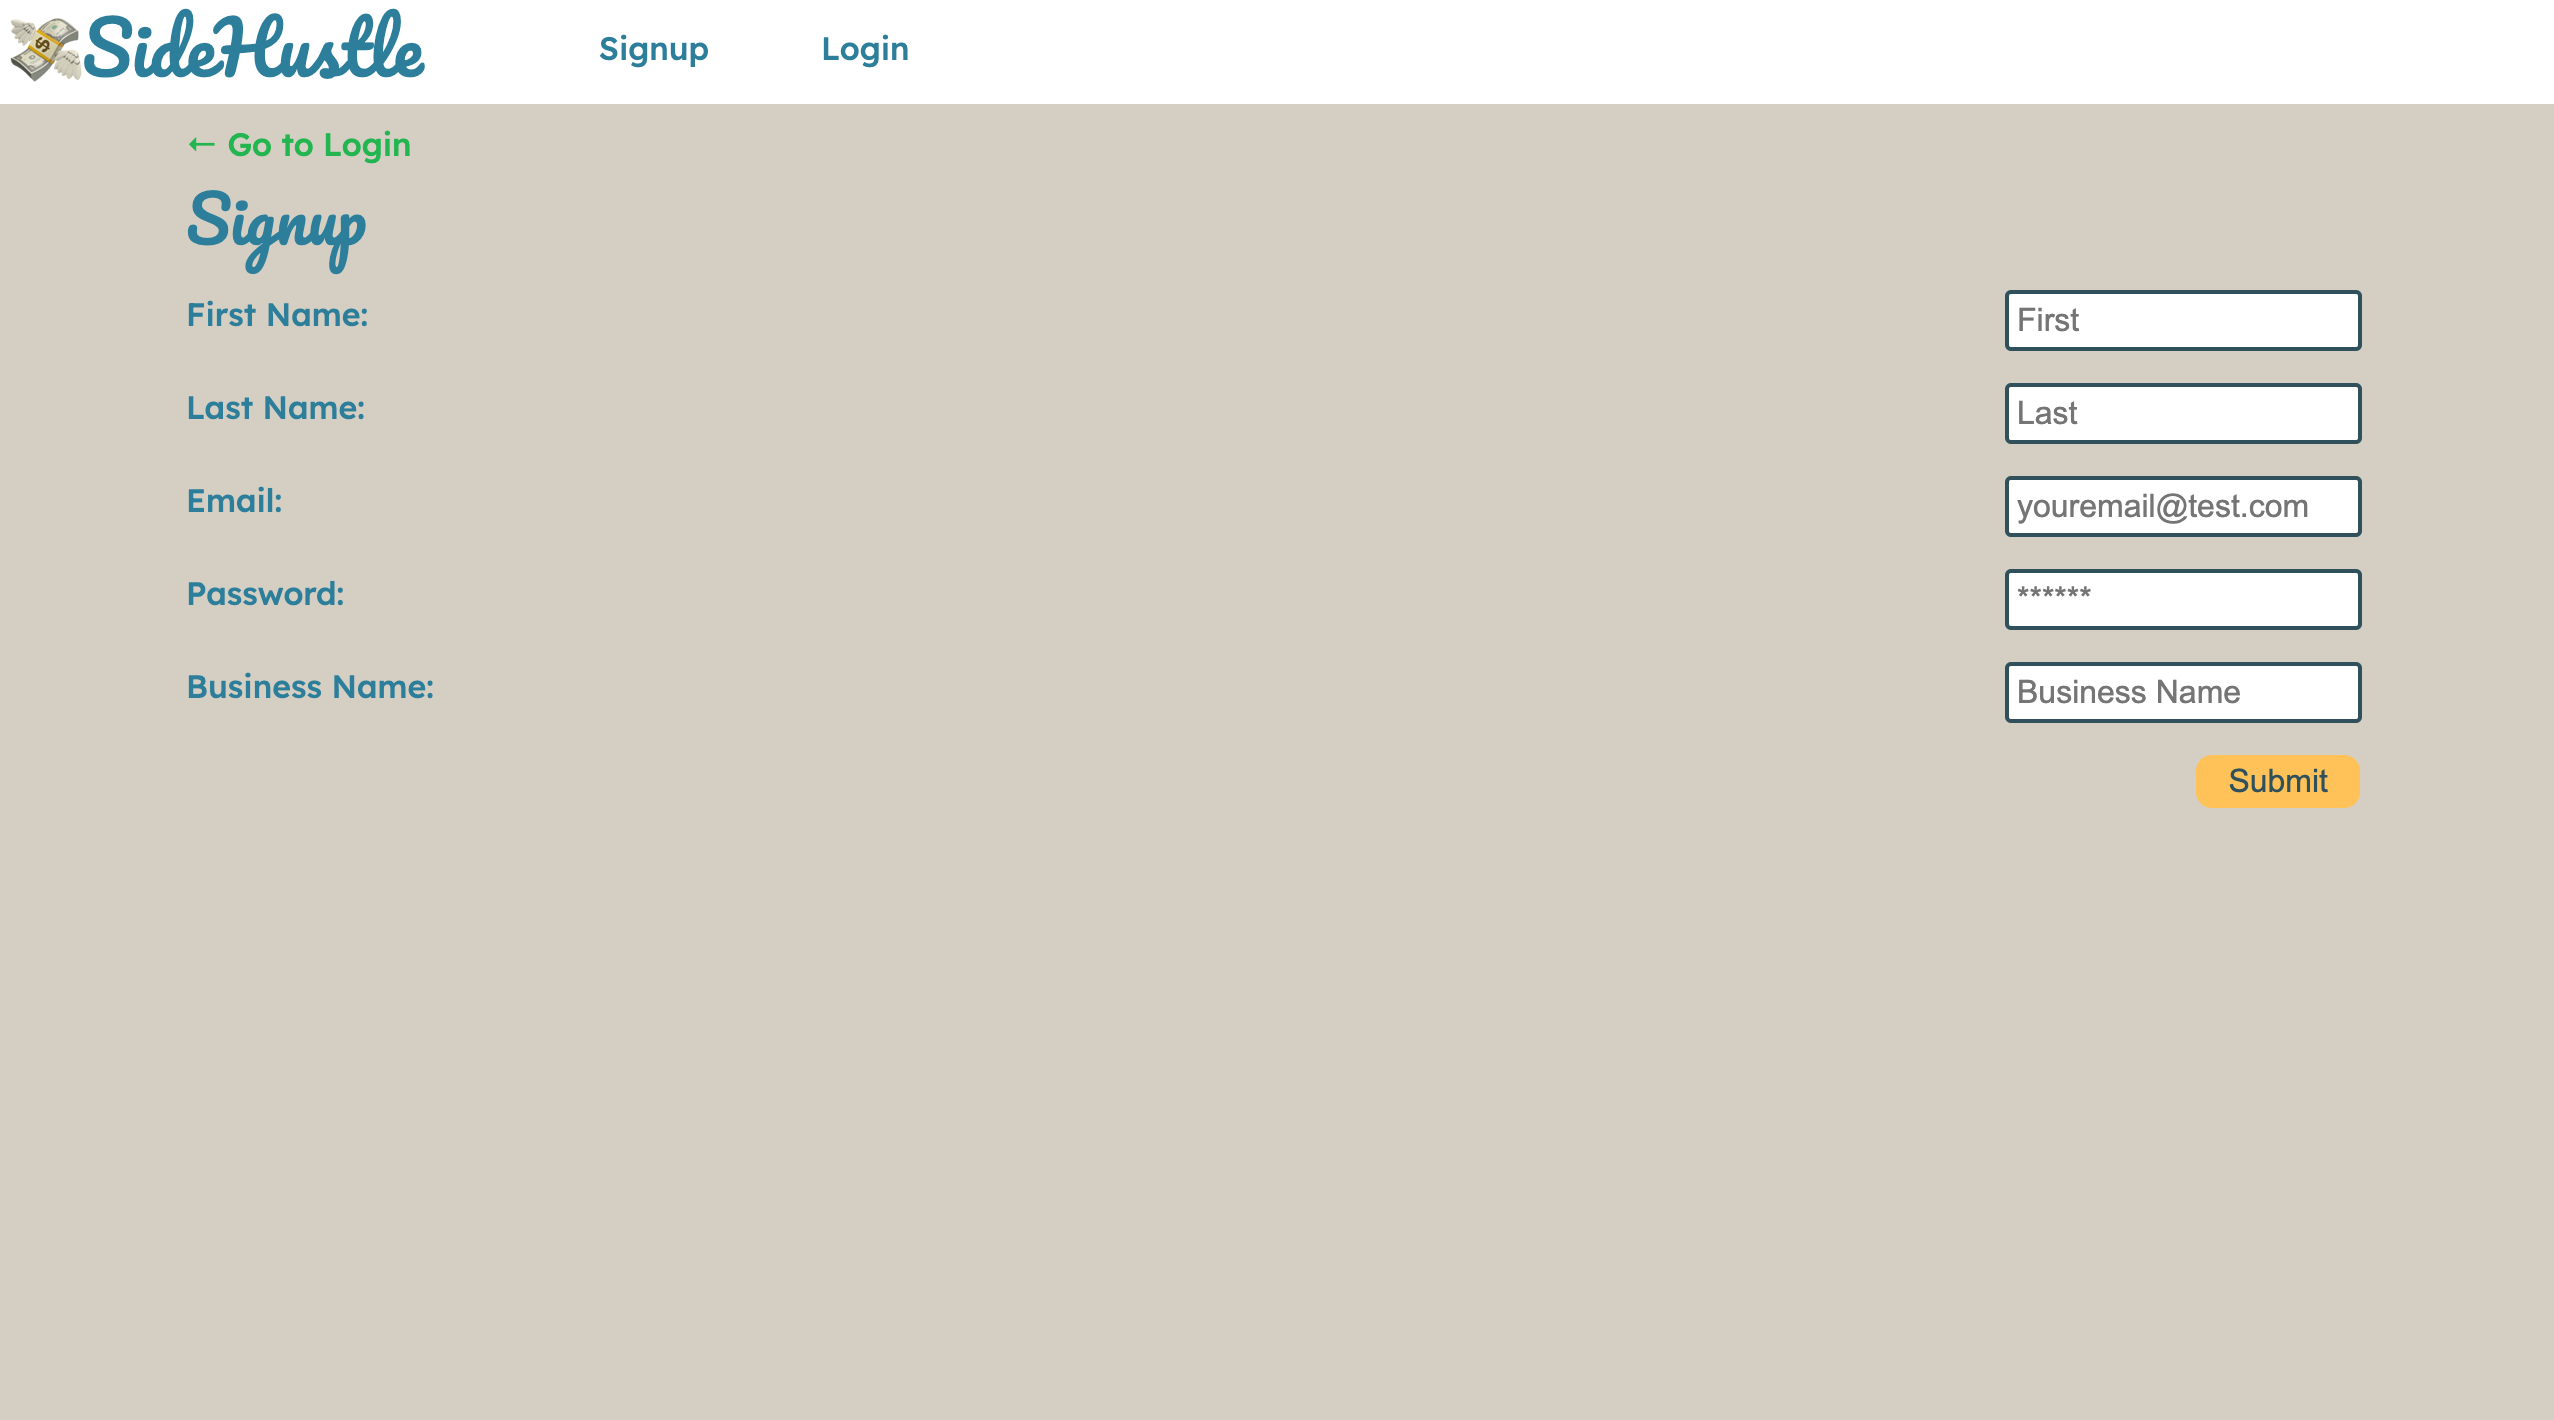 SideHustle Signup Login
← Go to Login
Signup
First Name: First
Last Name: Last
Email: youremail@test.com
Password: ******
Business Name: Business Name
Submit